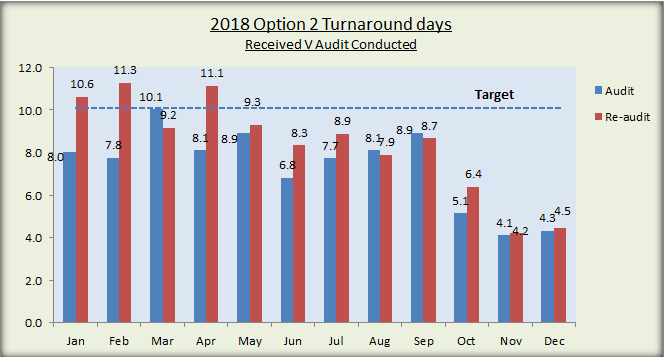 2018 Option 2 Turnaround days
Received V Audit Conducted
12.0
10.0
8.0
6.0
4.0
2.0
0.0
Target
8.0 10.6 7.8 11.3 10.1 9.2 8.1 11.1 8.9 9.3 6.8 8.3 7.7 8.9 8.1 7.9 8.9 8.7 5.1 6.4 4.1 4.2 4.3 4.5
Jan Feb Mar Apr May Jun Jul Aug Sep Oct Nov Dec
Audit
Re-audit